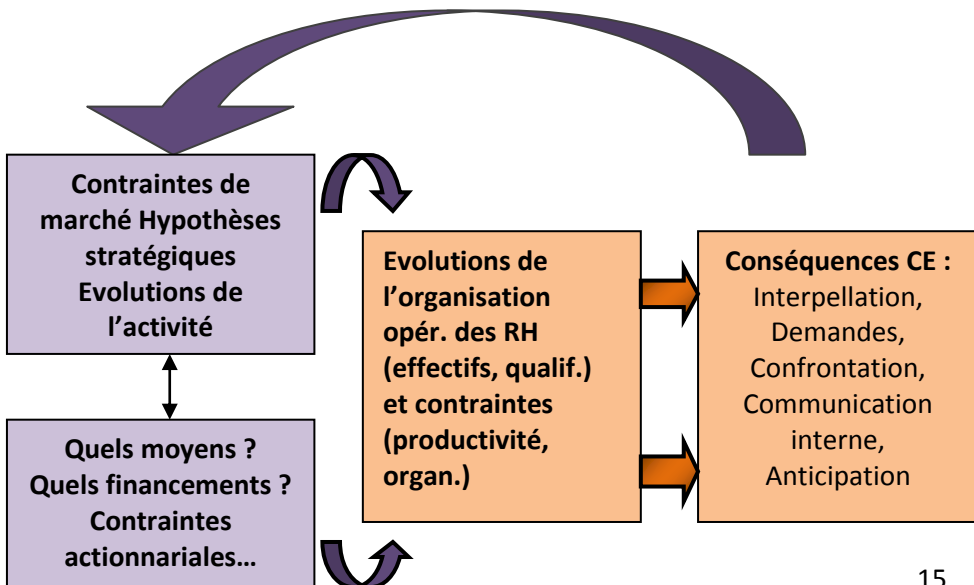 Contraintes de
marché Hypothèses
stratégiques
Evolutions de
l’activité
Quels moyens ?
Quels financements ?
Contraintes
actionnariales…
Evolutions de
l’organisation
opér. des RH
(effectifs, qualif.)
et contraintes
(productivité,
organ.)
Conséquences CE :
Interpellation,
Demandes,
Confrontation,
Communication
interne,
Anticipation
15